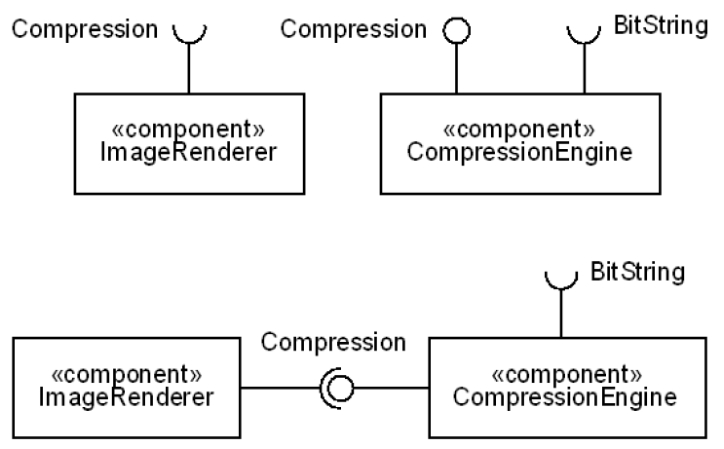 Compression
Compression
BitString
«component»
ImageRenderer
«component»
CompressionEngine
BitString
Compression
«component»
ImageRenderer
«component»
CompressionEngine